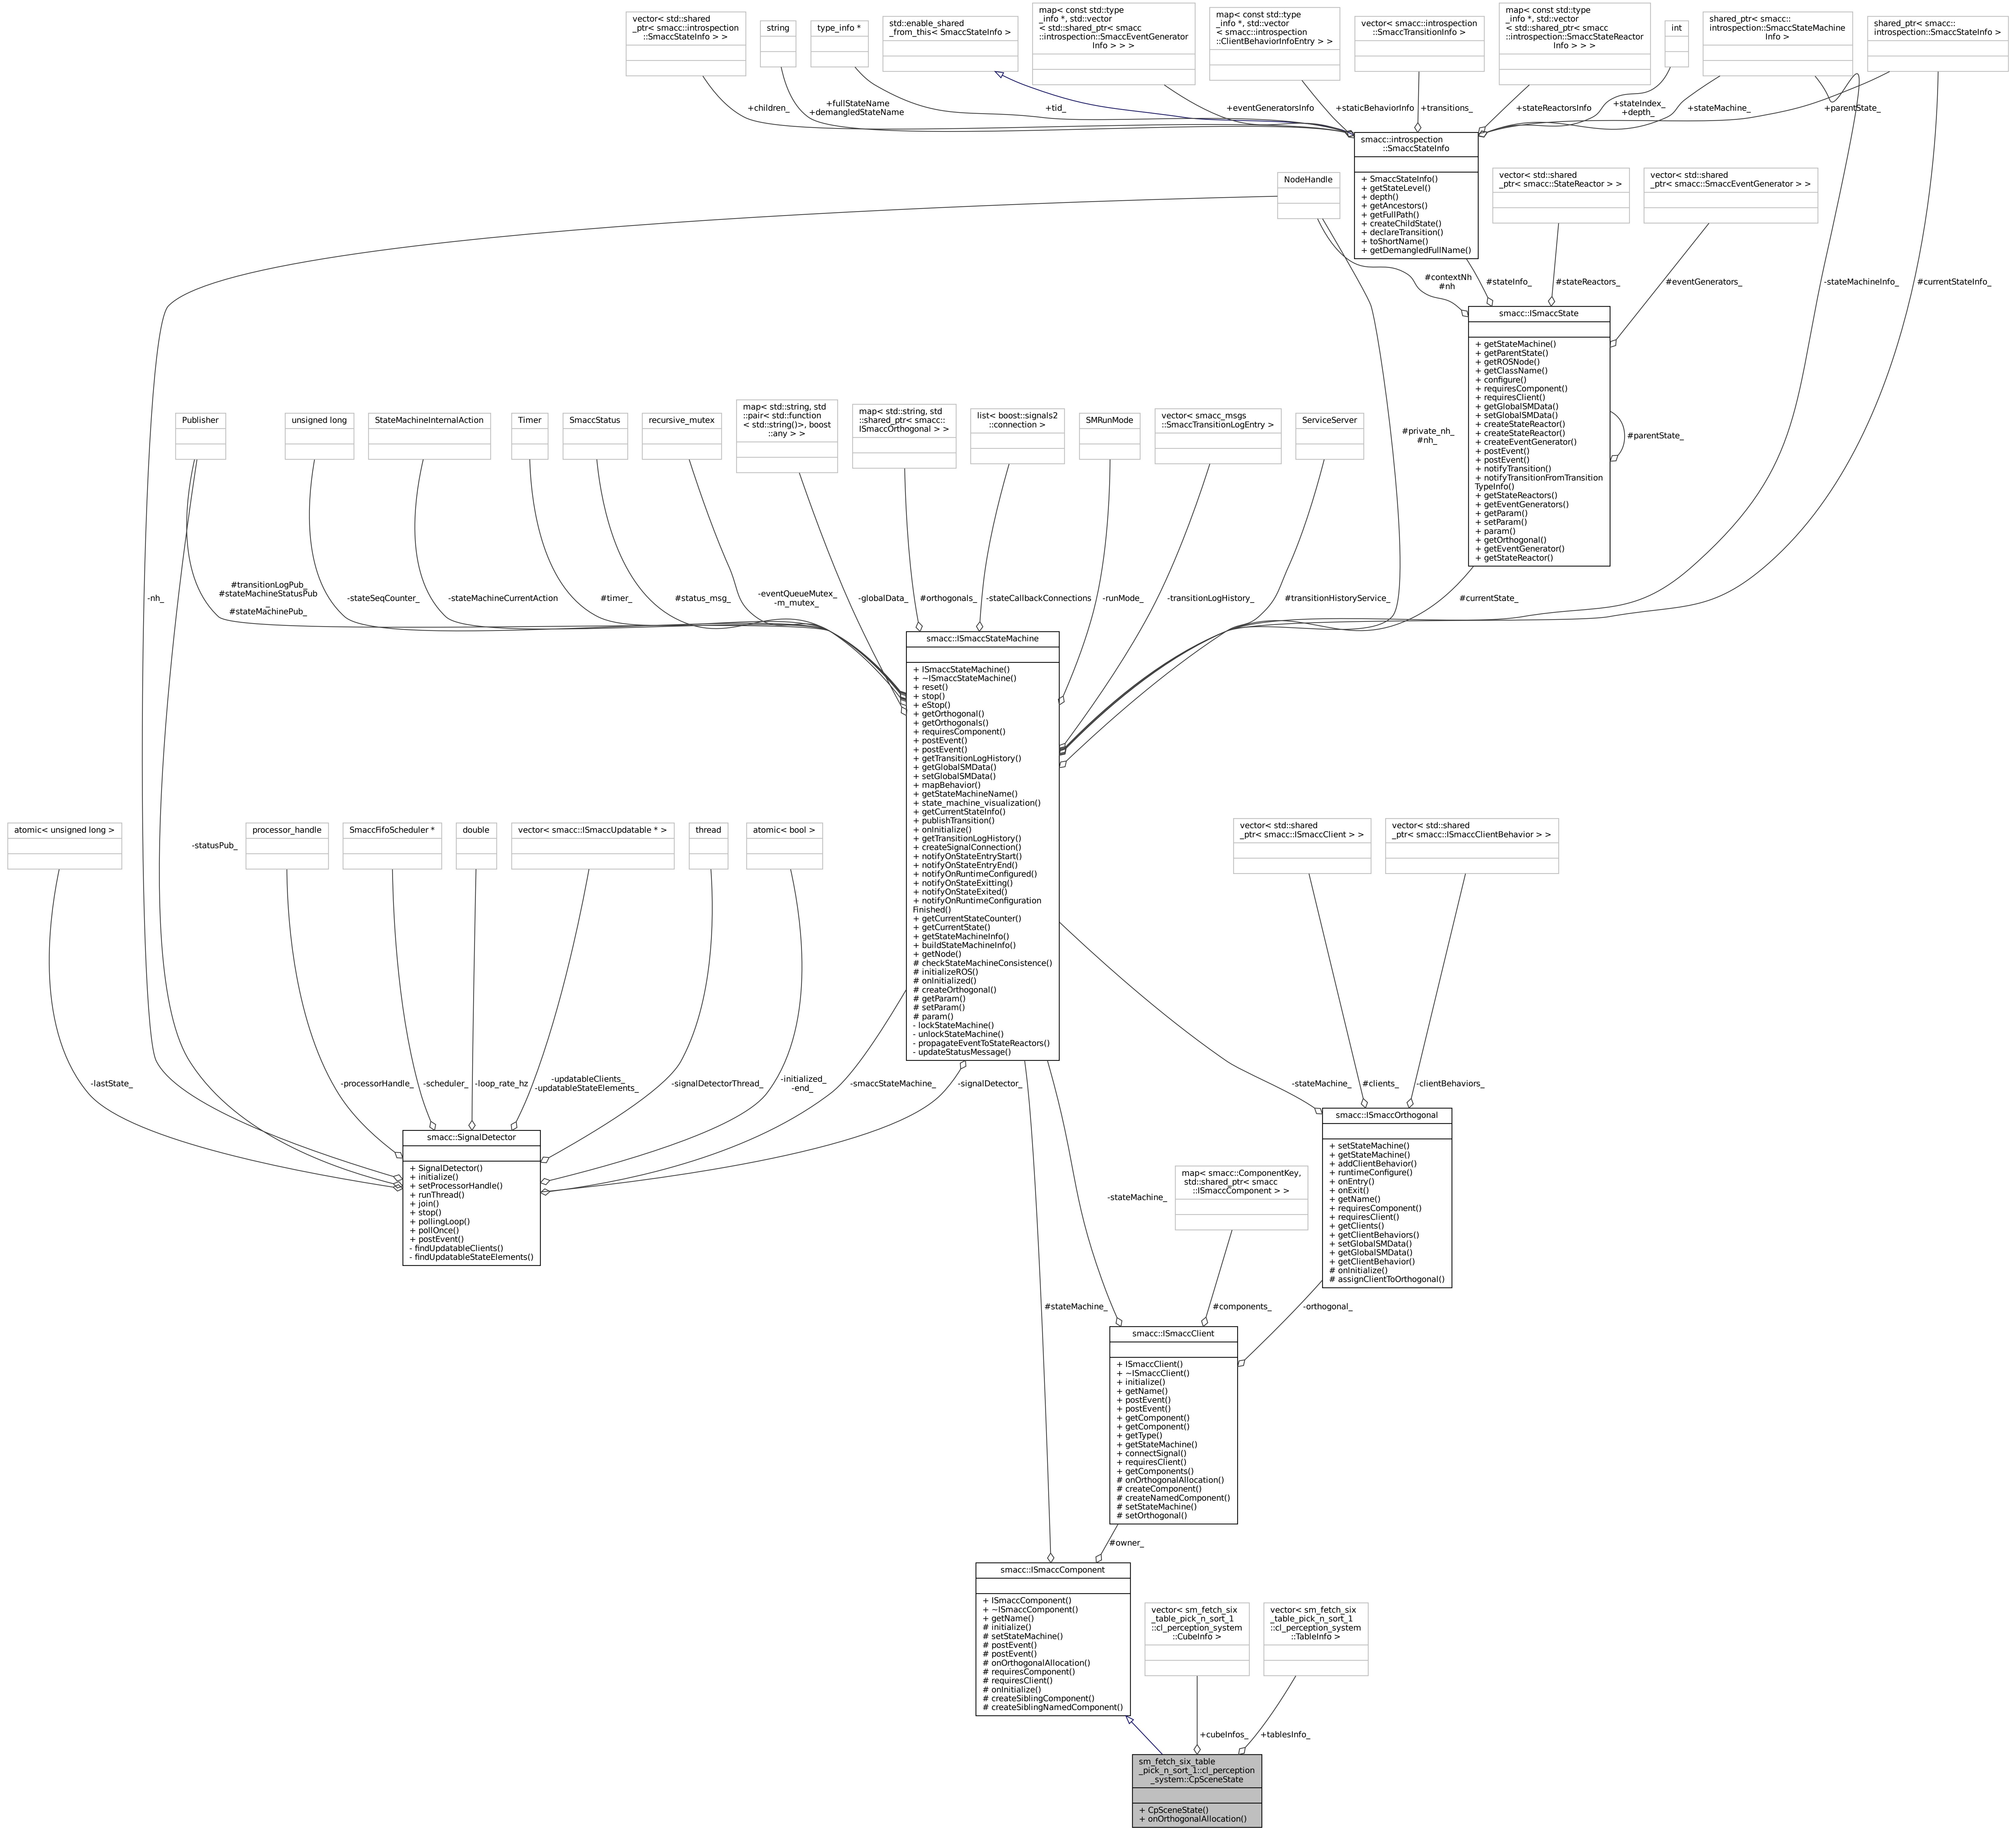 vector< std::shared
_ptr< smacc::introspection
::SmaccStateInfo > >
string
type_info *
std::enable_shared
_from_this< SmaccStateInfo >
map< const std::type
_info *, std::vector
< std::shared_ptr< smacc
::introspection::SmaccEventGenerator
Info > > >
map< const std::type
_info *, std::vector
< smacc::introspection
::ClientBehaviorInfoEntry > >
vector< smacc::introspection
::SmaccTransitionInfo >
map< const std::type
_info *, std::vector
< std::shared_ptr< smacc
::introspection::SmaccStateReactor
Info > > >
int
shared_ptr< smacc::
introspection::SmaccStateMachine
Info >
shared_ptr< smacc::
introspection::SmaccStateInfo >
+children_
+fullStateName
+demangledStateName
+tid_
+eventGeneratorsInfo
+staticBehaviorInfo
+transitions_
+stateReactorsInfo
+stateIndex_
+depth_
+stateMachine_
+parentState_
smacc::introspection
::SmaccStateInfo
+ SmaccStateInfo()
+ getStateLevel()
+ depth()
+ getAncestors()
+ getFullPath()
+ createChildState()
+ declareTransition()
+ toShortName()
+ getDemangledFullName()
NodeHandle
vector< std::shared
_ptr< smacc::StateReactor > >
vector< std::shared
_ptr< smacc::SmaccEventGenerator > >
#contextNh
#nh
#stateInfo_
#stateReactors_
#eventGenerators_
-stateMachineInfo_
#currentStateInfo_
smacc::ISmaccState
+ getStateMachine()
+ getParentState()
+ getROSNode()
+ getClassName()
+ configure()
+ requiresComponent()
+ requiresClient()
+ getGlobalSMData()
+ setGlobalSMData()
+ createStateReactor()
+ createStateReactor()
+ createEventGenerator()
+ postEvent()
+ postEvent()
+ notifyTransition()
+ notifyTransitionFromTransition
TypeInfo()
+ getStateReactors()
+ getEventGenerators()
+ getParam()
+ setParam()
+ param()
+ getOrthogonal()
+ getEventGenerator()
+ getStateReactor()
#parentState_
#private_nh_
#nh_
Publisher
unsigned long
StateMachineInternalAction
Timer
SmaccStatus
recursive_mutex
map< std::string, std
::pair< std::function
< std::string()>, boost
::any > >
map< std::string, std
::shared_ptr< smacc::
ISmaccOrthogonal > >
list< boost::signals2
::connection >
SMRunMode
vector< smacc_msgs
::SmaccTransitionLogEntry >
ServiceServer
-nh_
#transitionLogPub_
#stateMachineStatusPub
_
#stateMachinePub_
-stateSeqCounter_
-stateMachineCurrentAction
#timer_
#status_msg_
-eventQueueMutex_
-m_mutex_
-globalData_
#orthogonals_
-stateCallbackConnections
-runMode_
-transitionLogHistory_
#transitionHistoryService_
#currentState_
smacc::ISmaccStateMachine
+ ISmaccStateMachine()
+ ~ISmaccStateMachine()
+ reset()
+ stop()
+ eStop()
+ getOrthogonal()
+ getOrthogonals()
+ requiresComponent()
+ postEvent()
+ postEvent()
+ getTransitionLogHistory()
+ getGlobalSMData()
+ setGlobalSMData()
+ mapBehavior()
+ getStateMachineName()
+ state_machine_visualization()
+ getCurrentStateInfo()
+ publishTransition()
+ onInitialize()
+ getTransitionLogHistory()
+ createSignalConnection()
+ notifyOnStateEntryStart()
+ notifyOnStateEntryEnd()
+ notifyOnRuntimeConfigured()
+ notifyOnStateExitting()
+ notifyOnStateExited()
+ notifyOnRuntimeConfiguration
Finished()
+ getCurrentStateCounter()
+ getCurrentState()
+ getStateMachineInfo()
+ buildStateMachineInfo()
+ getNode()
# checkStateMachineConsistence()
# initializeROS()
# onInitialized()
# createOrthogonal()
# getParam()
# setParam()
# param()
- lockStateMachine()
- unlockStateMachine()
- propagateEventToStateReactors()
- updateStatusMessage()
atomic< unsigned long >
-statusPub_
processor_handle
SmaccFifoScheduler *
double
vector< smacc::ISmaccUpdatable * >
thread
atomic< bool >
vector< std::shared
_ptr< smacc::ISmaccClient > >
vector< std::shared
_ptr< smacc::ISmaccClientBehavior > >
-lastState_
-processorHandle_
-scheduler_
-loop_rate_hz
-updatableClients_
-updatableStateElements_
-signalDetectorThread_
-initialized_
-end_
-smaccStateMachine_
-signalDetector_
-stateMachine_
#clients_
-clientBehaviors_
smacc::SignalDetector
+ SignalDetector()
+ initialize()
+ setProcessorHandle()
+ runThread()
+ join()
+ stop()
+ pollingLoop()
+ pollOnce()
+ postEvent()
- findUpdatableClients()
- findUpdatableStateElements()
smacc::ISmaccOrthogonal
+ setStateMachine()
+ getStateMachine()
+ addClientBehavior()
+ runtimeConfigure()
+ onEntry()
+ onExit()
+ getName()
+ requiresComponent()
+ requiresClient()
+ getClients()
+ getClientBehaviors()
+ setGlobalSMData()
+ getGlobalSMData()
+ getClientBehavior()
# onInitialize()
# assignClientToOrthogonal()
-stateMachine_
map< smacc::ComponentKey,
std::shared_ptr< smacc
::ISmaccComponent > >
#stateMachine_
#components_
-orthogonal_
smacc::ISmaccClient
+ ISmaccClient()
+ ~ISmaccClient()
+ initialize()
+ getName()
+ postEvent()
+ postEvent()
+ getComponent()
+ getComponent()
+ getType()
+ getStateMachine()
+ connectSignal()
+ requiresClient()
+ getComponents()
# onOrthogonalAllocation()
# createComponent()
# createNamedComponent()
# setStateMachine()
# setOrthogonal()
#owner_
smacc::ISmaccComponent
+ ISmaccComponent()
+ ~ISmaccComponent()
+ getName()
# initialize()
# setStateMachine()
# postEvent()
# postEvent()
# onOrthogonalAllocation()
# requiresComponent()
# requiresClient()
# onInitialize()
# createSiblingComponent()
# createSiblingNamedComponent()
vector< sm_fetch_six
_table_pick_n_sort_1
::cl_perception_system
::CubeInfo >
vector< sm_fetch_six
_table_pick_n_sort_1
::cl_perception_system
::TableInfo >
+cubeInfos_
+tablesInfo_
sm_fetch_six_table
_pick_n_sort_1::cl_perception
_system::CpSceneState
+ CpSceneState()
+ onOrthogonalAllocation()